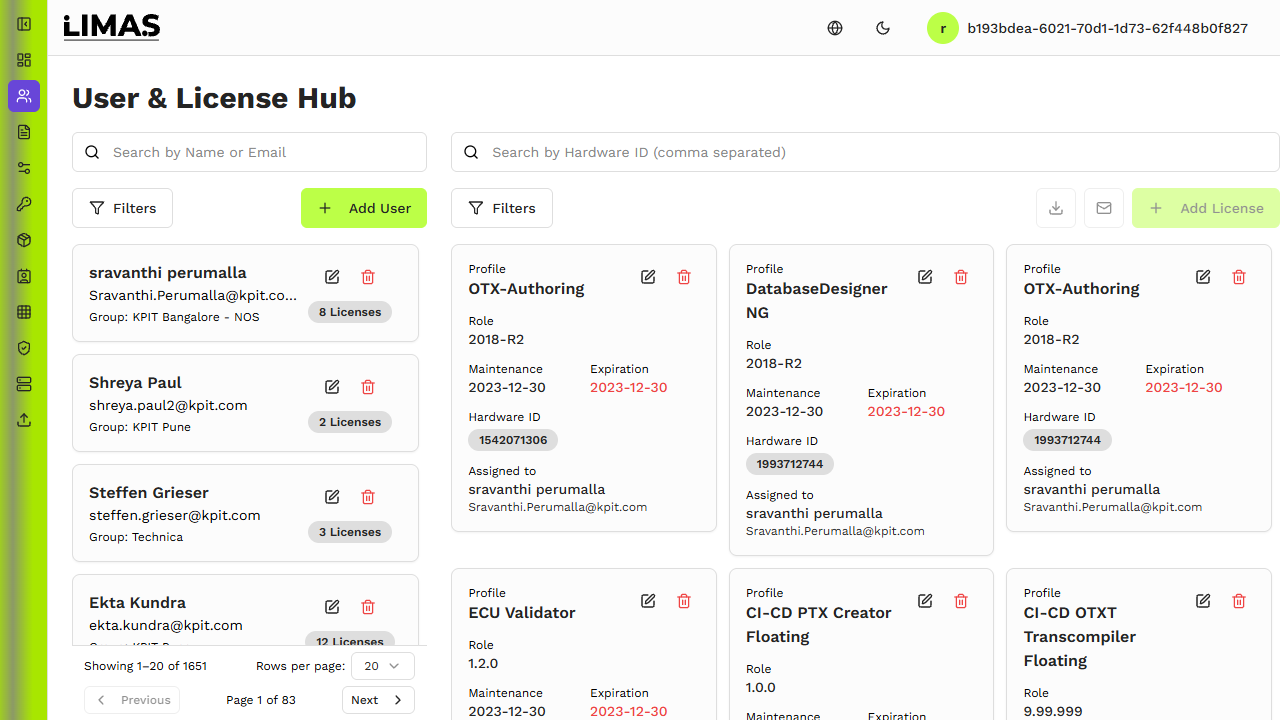 LIMAS
r
b193bdea-6021-70d1-1d73-62f448b0f827
User & License Hub
Search by Name or Email
Search by Hardware ID (comma separated)
Filters
Add User
Filters
Add License
sravanthi perumalla
Sravanthi.Perumalla@kpit.co...
Group: KPIT Bangalore - NOS
8 Licenses
Shreya Paul
shreya.paul2@kpit.com
Group: KPIT Pune
2 Licenses
Steffen Grieser
steffen.grieser@kpit.com
Group: Technica
3 Licenses
Ekta Kundra
ekta.kundra@kpit.com
12 Licenses
Showing 1–20 of 1651
Rows per page:
20
Previous
Page 1 of 83
Next
Profile
OTX-Authoring
Role
2018-R2
Maintenance
Expiration
2023-12-30
2023-12-30
Hardware ID
1542071306
Assigned to
sravanthi perumalla
Sravanthi.Perumalla@kpit.com
Profile
DatabaseDesigner
NG
Role
2018-R2
Maintenance
Expiration
2023-12-30
2023-12-30
Hardware ID
1993712744
Assigned to
sravanthi perumalla
Sravanthi.Perumalla@kpit.com
Profile
OTX-Authoring
Role
2018-R2
Maintenance
Expiration
2023-12-30
2023-12-30
Hardware ID
1993712744
Assigned to
sravanthi perumalla
Sravanthi.Perumalla@kpit.com
Profile
ECU Validator
Role
1.2.0
Maintenance
Expiration
2023-12-30
2023-12-30
Profile
CI-CD PTX Creator
Floating
Role
1.0.0
Maintenance
Expiration
Profile
CI-CD OTXT
Transcompiler
Floating
Role
9.99.999